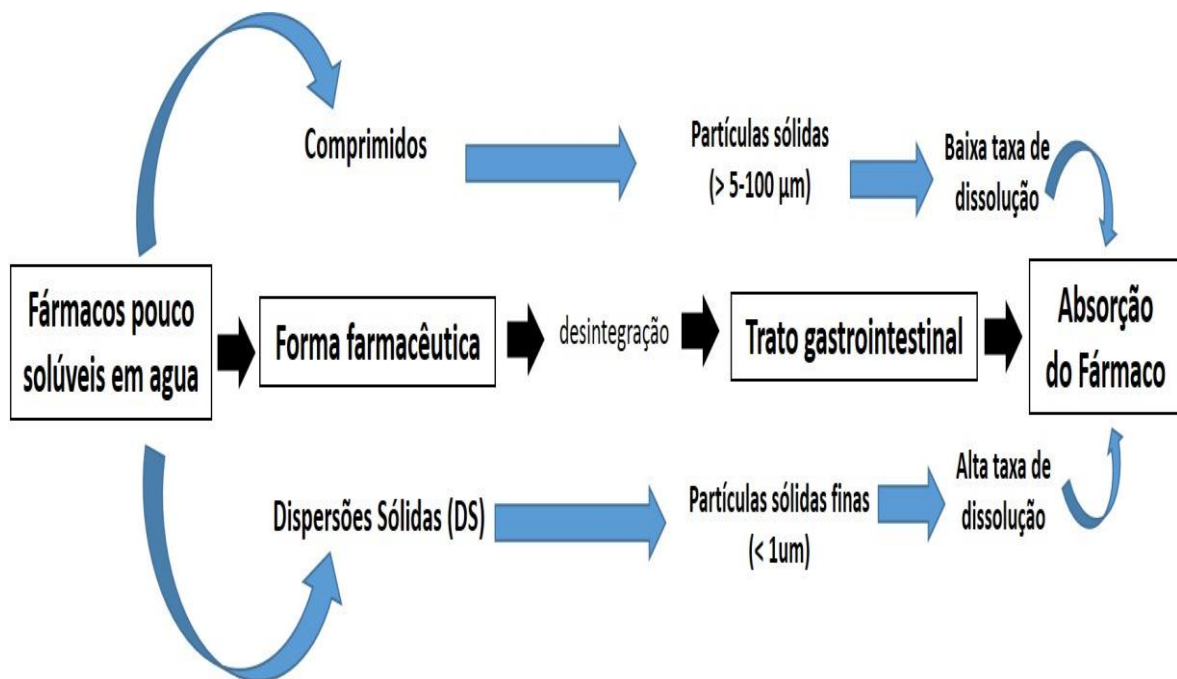 Comprimidos
Partículas sólidas
(> 5-100 µm)
Baixa taxa de
dissolução
Fármacos pouco
solúveis em agua
Forma farmacêutica
desintegração
Trato gastrointestinal
Absorção
do Fármaco
Dispersões Sólidas (DS)
Partículas sólidas finas
(< 1um)
Alta taxa de
dissolução